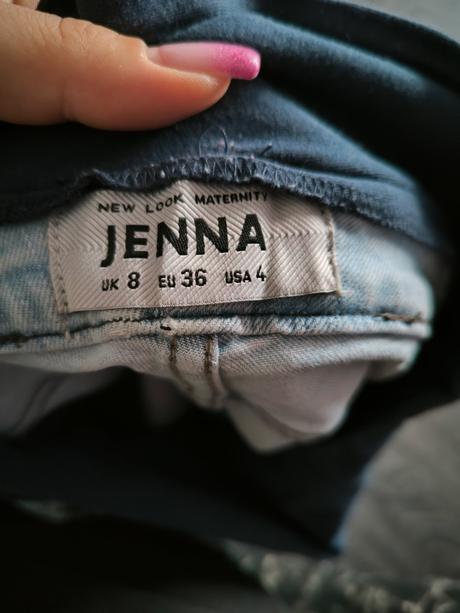 NEW LOOK MATERNITY
JENNA
UK 8 EU 36 USA 4